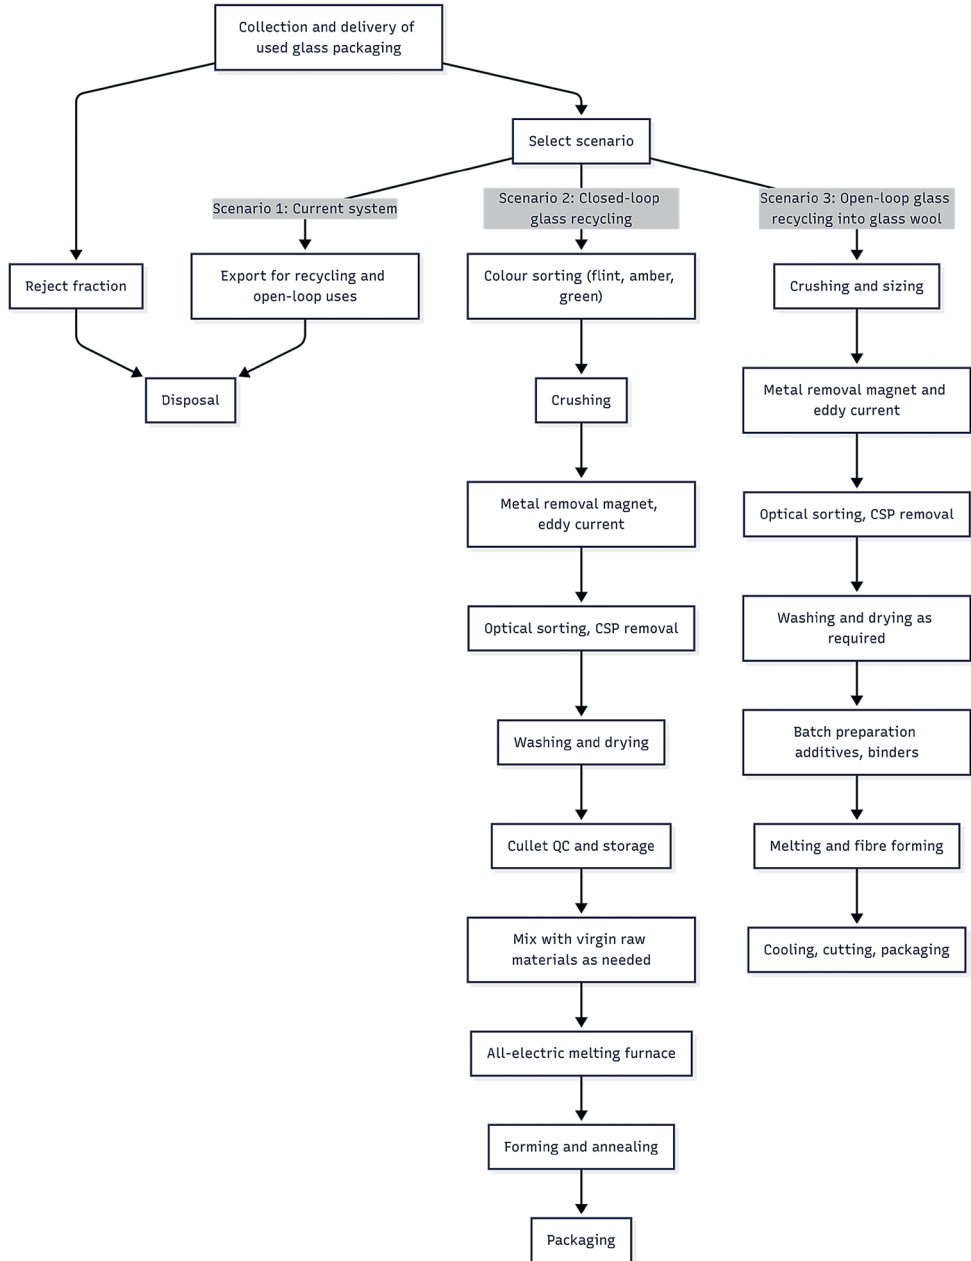 Collection and delivery of
used glass packaging
Select scenario
Scenario 1: Current system
Scenario 2: Closed-loop
glass recycling
Scenario 3: Open-loop glass
recycling into glass wool
Reject fraction
Export for recycling and
open-loop uses
Colour sorting (flint, amber,
green)
Crushing and sizing
Disposal
Crushing
Metal removal magnet and
eddy current
Metal removal magnet,
eddy current
Optical sorting, CSP removal
Optical sorting, CSP removal
Washing and drying as
required
Washing and drying
Batch preparation
additives, binders
Cullet QC and storage
Melting and fibre forming
Mix with virgin raw
materials as needed
Cooling, cutting, packaging
All-electric melting furnace
Forming and annealing
Packaging